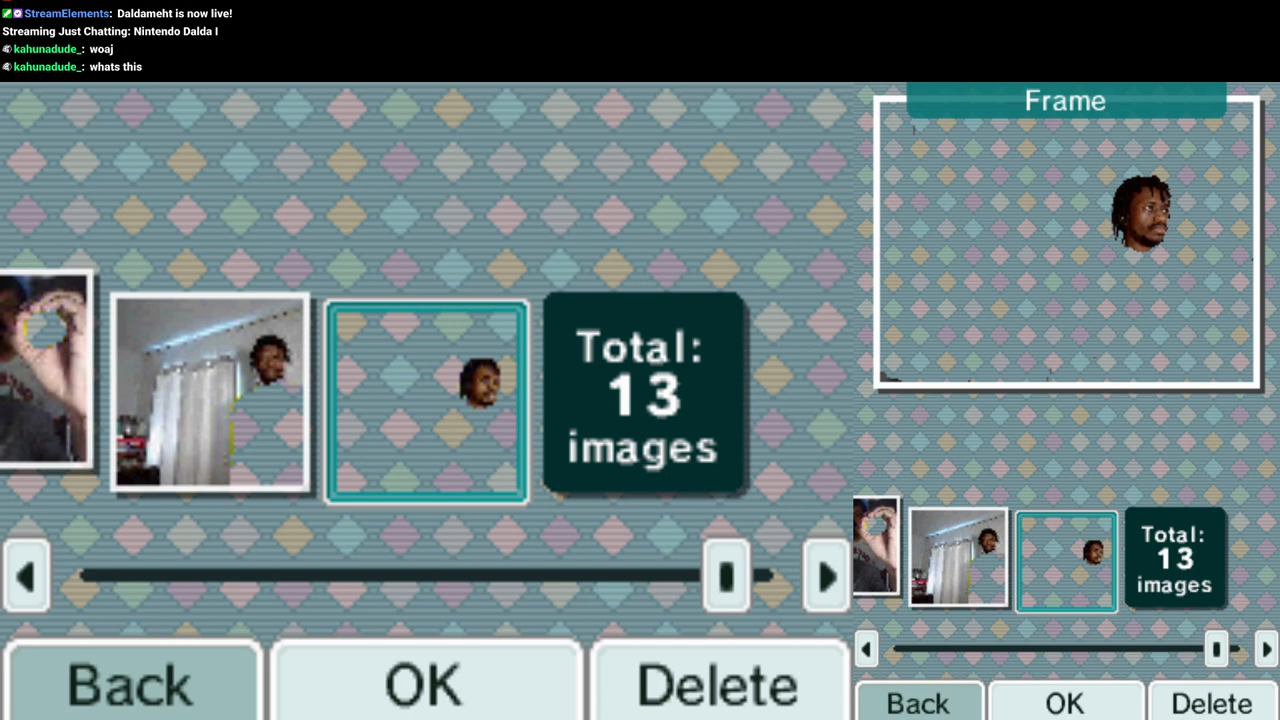 StreamElements: Daldameht is now live!
Streaming Just Chatting: Nintendo Dalda I
kahunadude_: woaj
kahunadude_: whats this
Frame
Total:
13
images
Back
OK
Delete
Total:
13
images
Back
OK
Delete